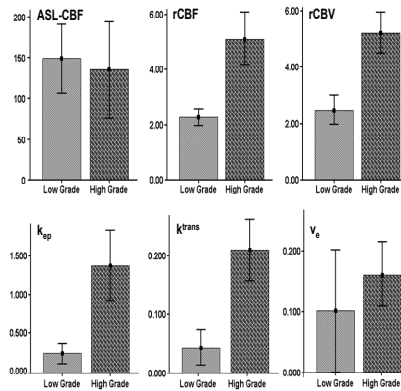 ASL-CBF
200
150
100
50
0
Low Grade High Grade
rCBF
6.00
4.00
2.00
0.00
Low Grade High Grade
rCBV
6.00
4.00
2.00
0.00
Low Grade High Grade
kep
1.500
1.000
0.500
0.000
Low Grade High Grade
ktrans
0.200
0.100
0.000
Low Grade High Grade
ve
0.200
0.100
0.000
Low Grade High Grade